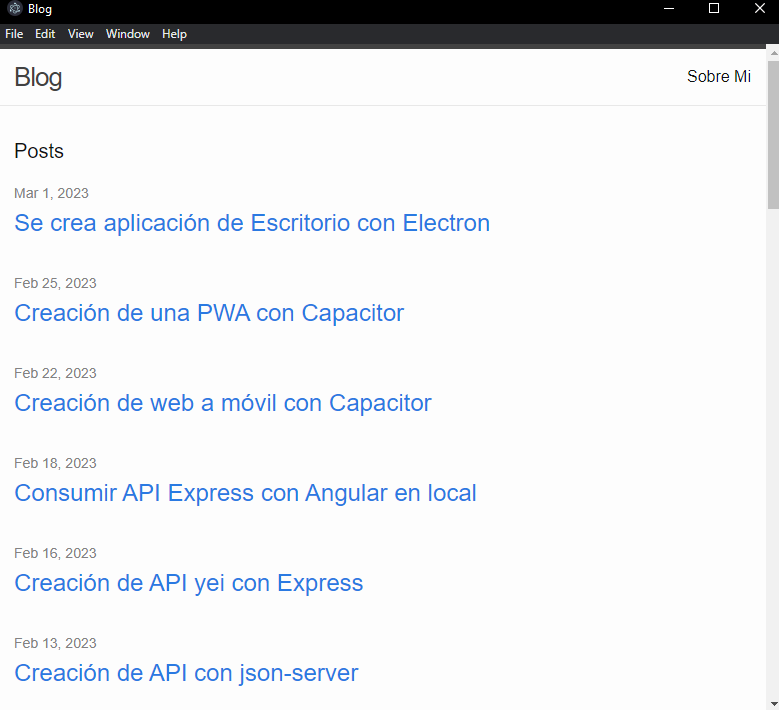 Blog
File Edit View Window Help
Blog
Sobre Mi
Posts
Mar 1, 2023
Se crea aplicación de Escritorio con Electron
Feb 25, 2023
Creación de una PWA con Capacitor
Feb 22, 2023
Creación de web a móvil con Capacitor
Feb 18, 2023
Consumir API Express con Angular en local
Feb 16, 2023
Creación de API yei con Express
Feb 13, 2023
Creación de API con json-server